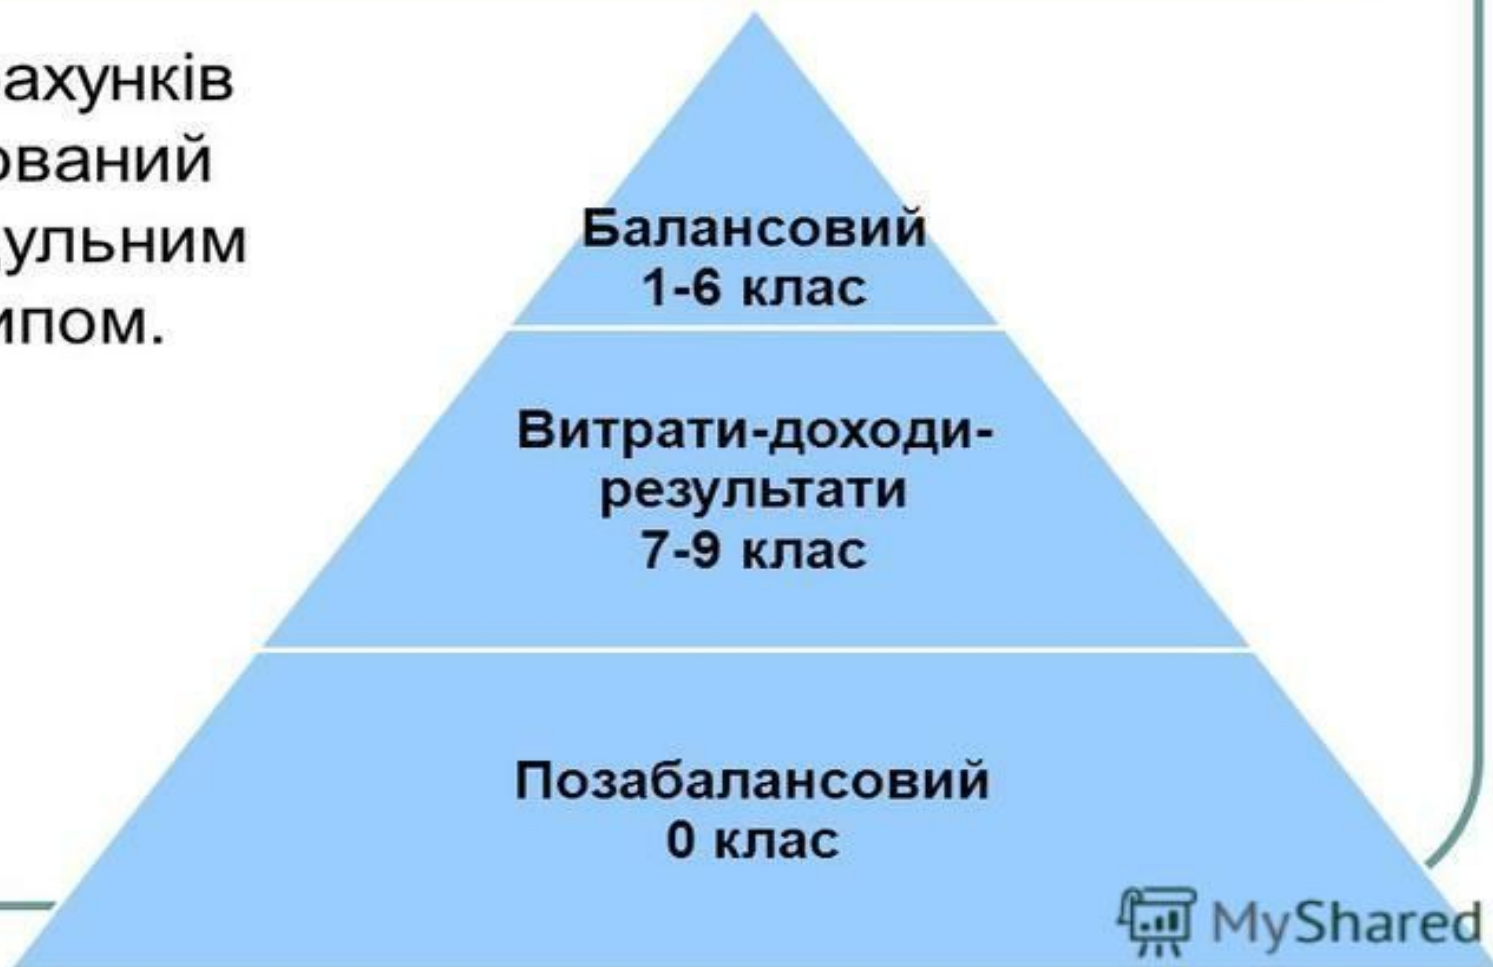 ахунків
ований
ульним
ипом.
Балансовий
1-6 клас
Витрати-доходи-
результати
7-9 клас
Позабалансовий
0 клас
MyShared